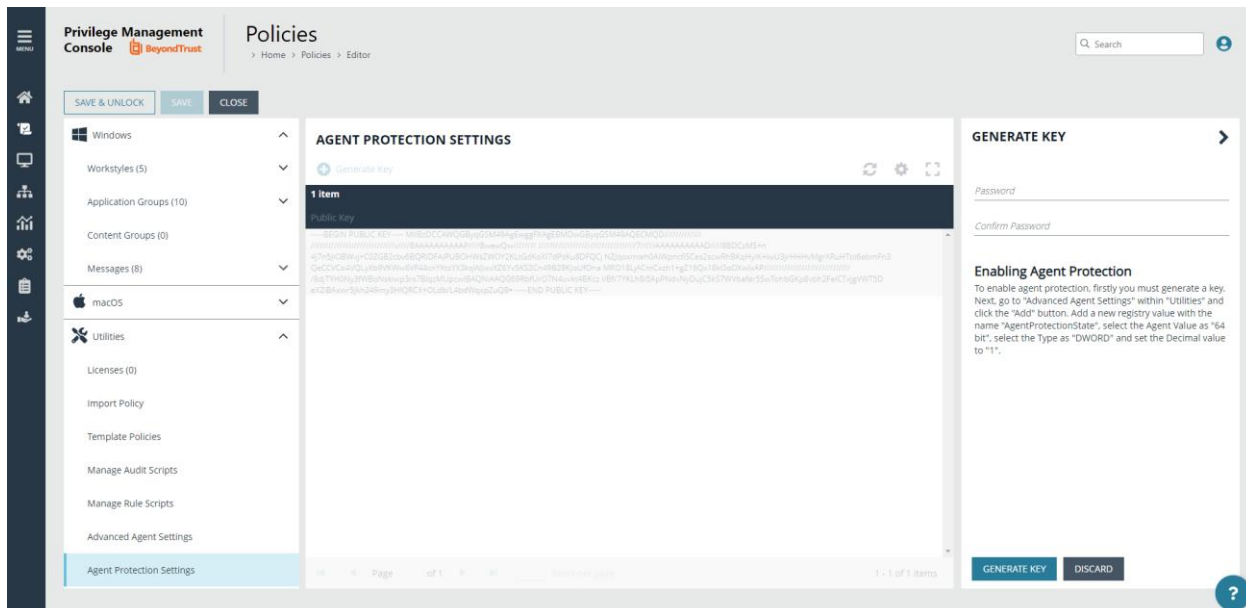 MENU
Privilege Management
Console BeyondTrust
Policies
> Home > Policies > Editor
Search
SAVE & UNLOCK SAVE CLOSE
Windows
Workstyles (5)
Application Groups (10)
Content Groups (0)
Messages (8)
macOS
Utilities
Licenses (0)
Import Policy
Template Policies
Manage Audit Scripts
Manage Rule Scripts
Advanced Agent Settings
Agent Protection Settings
AGENT PROTECTION SETTINGS
Generate Key
1 item
Public Key
-----BEGIN PUBLIC KEY-----
-----END PUBLIC KEY-----
Page of 1 items per page 1 - 1 of 1 items
GENERATE KEY
Password
Confirm Password
Enabling Agent Protection
To enable agent protection, firstly you must generate a key.
Next, go to "Advanced Agent Settings" within "Utilities" and
click the "Add" button. Add a new registry value with the
name "AgentProtectionState", select the Agent Value as "64
bit", select the Type as "DWORD" and set the Decimal value
to "1".
GENERATE KEY DISCARD
?